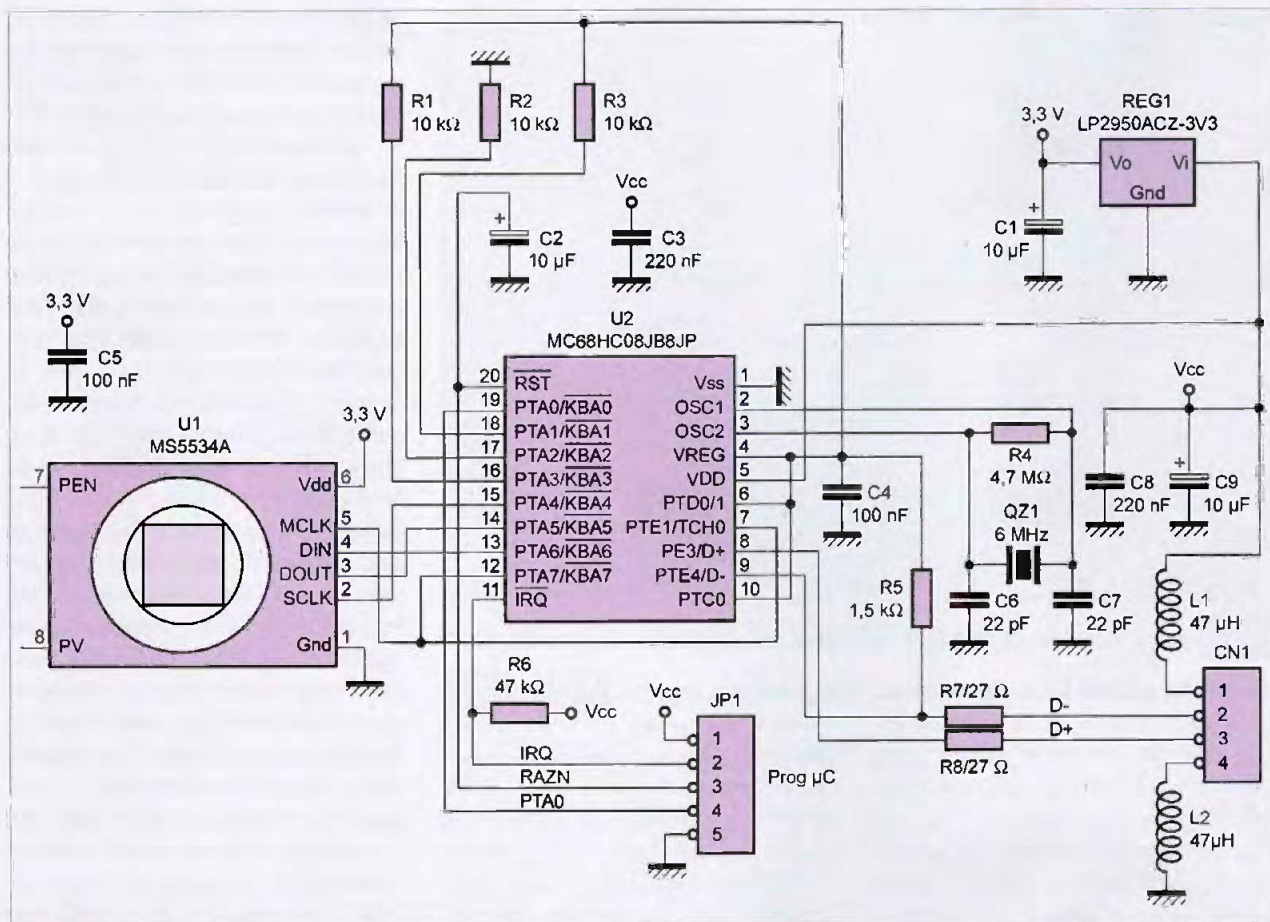 R1
10 kΩ
R2
10 kΩ
R3
10 kΩ
REG1
LP2950ACZ-3V3
3,3 V
Vo
Vi
Gnd
+
C1
10 µF
Vcc
+
C2
10 µF
C3
220 nF
3,3 V
C5
100 nF
U2
MC68HC08JB8JP
20
RST
19
PTA0/KBA0
18
PTA1/KBA1
17
PTA2/KBA2
16
PTA3/KBA3
15
PTA4/KBA4
14
PTA5/KBA5
13
PTA6/KBA6
12
PTA7/KBA7
11
IRQ
Vss
1
OSC1
2
OSC2
3
VREG
4
VDD
5
PTD0/1
6
PTE1/TCH0
7
PE3/D+
8
PTE4/D-
9
PTC0
10
U1
MS5534A
3,3 V
7
PEN
8
PV
Vdd
6
MCLK
5
DIN
4
DOUT
3
SCLK
2
Gnd
1
C4
100 nF
R4
4,7 MΩ
QZ1
6 MHz
C6
22 pF
C7
22 pF
R5
1,5 kΩ
Vcc
C8
220 nF
+
C9
10 µF
L1
47 µH
CN1
1
2
3
4
R7/27 Ω
D-
D+
R8/27 Ω
L2
47µH
R6
47 kΩ
Vcc
Vcc
JP1
1
2
3
4
5
IRQ
RAZN
PTA0
Prog µC